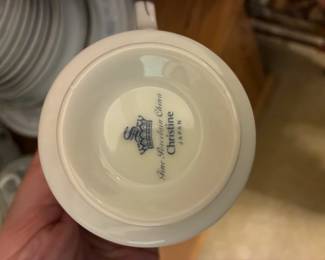 S
Fine Porcelain China
Christine
JAPAN